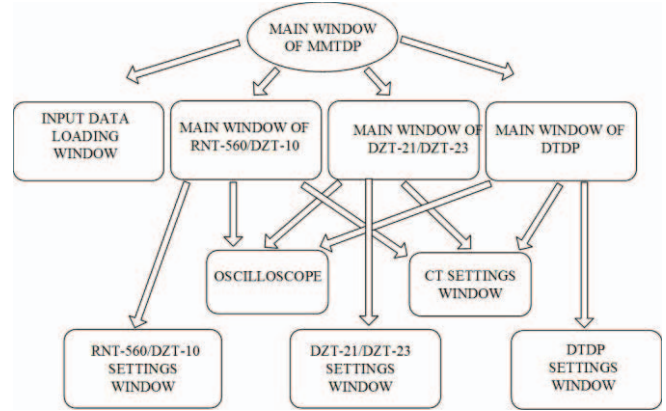 MAIN WINDOW
OF MMTDP
INPUT DATA
LOADING
WINDOW
MAIN WINDOW OF
RNT-560/DZT-10
MAIN WINDOW OF
DZT-21/DZT-23
MAIN WINDOW OF
DTDP
OSCILLOSCOPE
CT SETTINGS
WINDOW
RNT-560/DZT-10
SETTINGS
WINDOW
DZT-21/DZT-23
SETTINGS
WINDOW
DTDP
SETTINGS
WINDOW